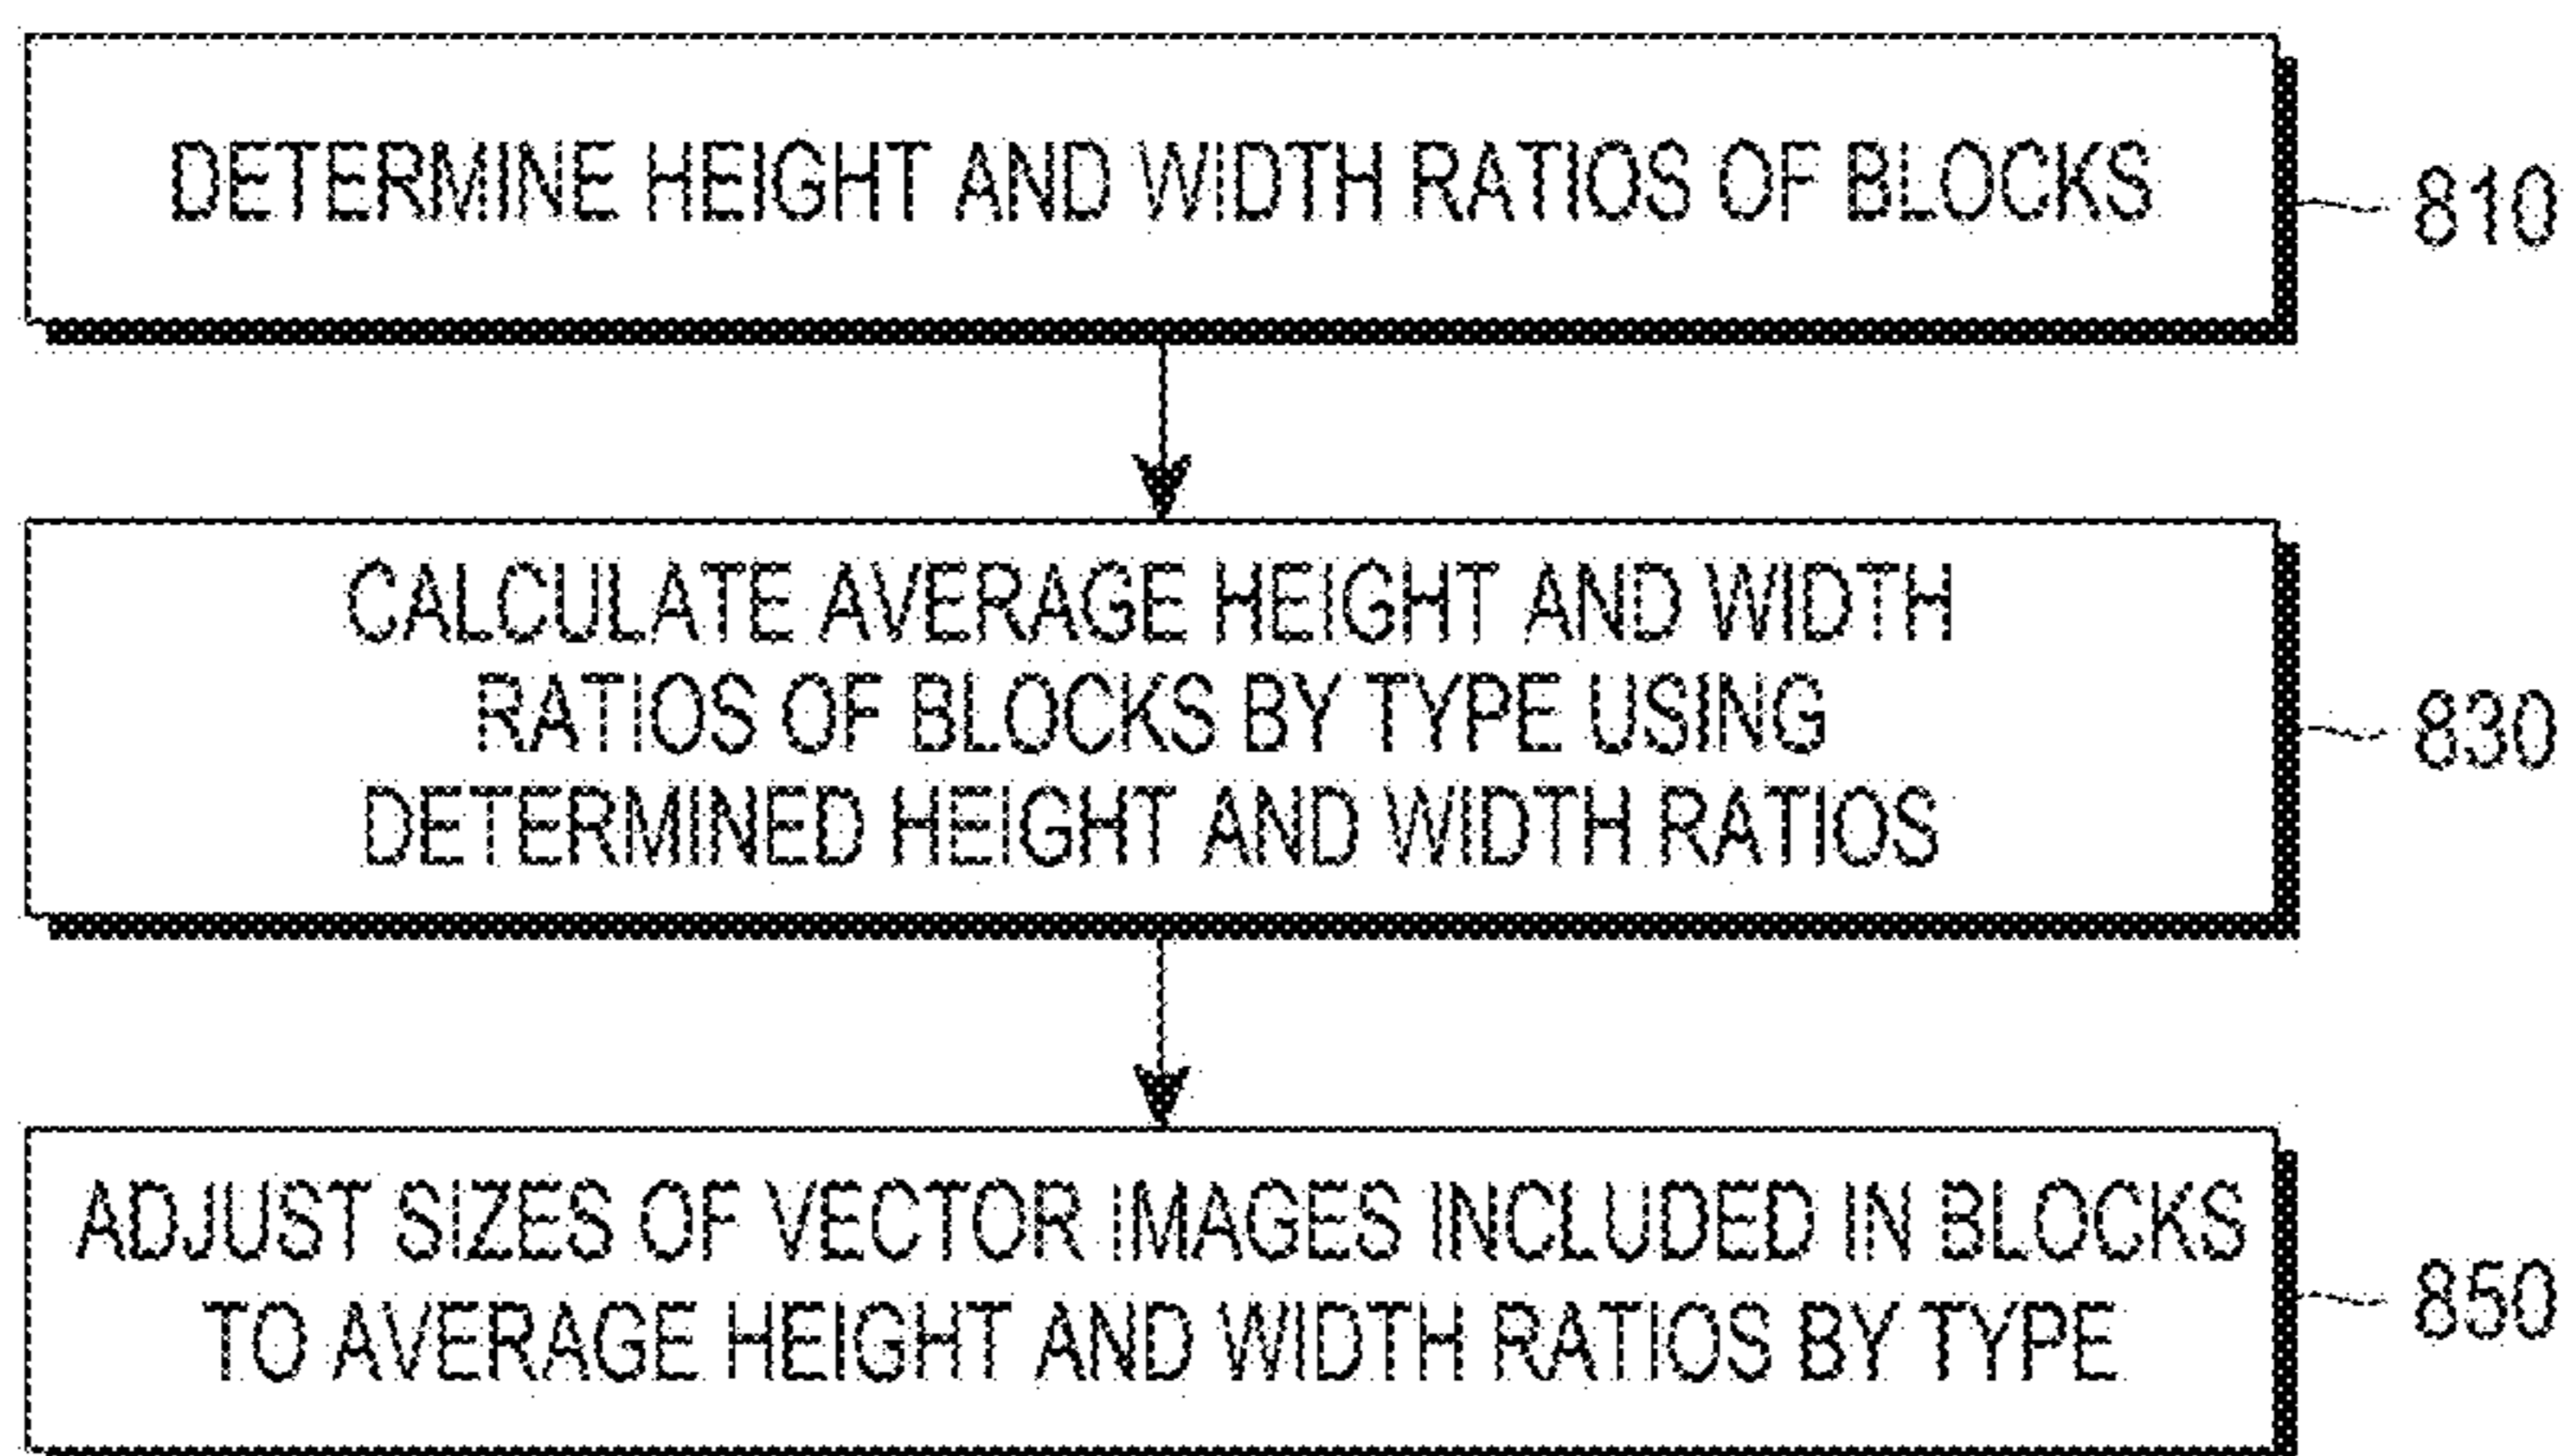 DETERMINE HEIGHT AND WIDTH RATIOS OF BLOCKS
810
CALCULATE AVERAGE HEIGHT AND WIDTH
RATIOS OF BLOCKS BY TYPE USING
DETERMINED HEIGHT AND WIDTH RATIOS
830
ADJUST SIZES OF VECTOR IMAGES INCLUDED IN BLOCKS
TO AVERAGE HEIGHT AND WIDTH RATIOS BY TYPE
850